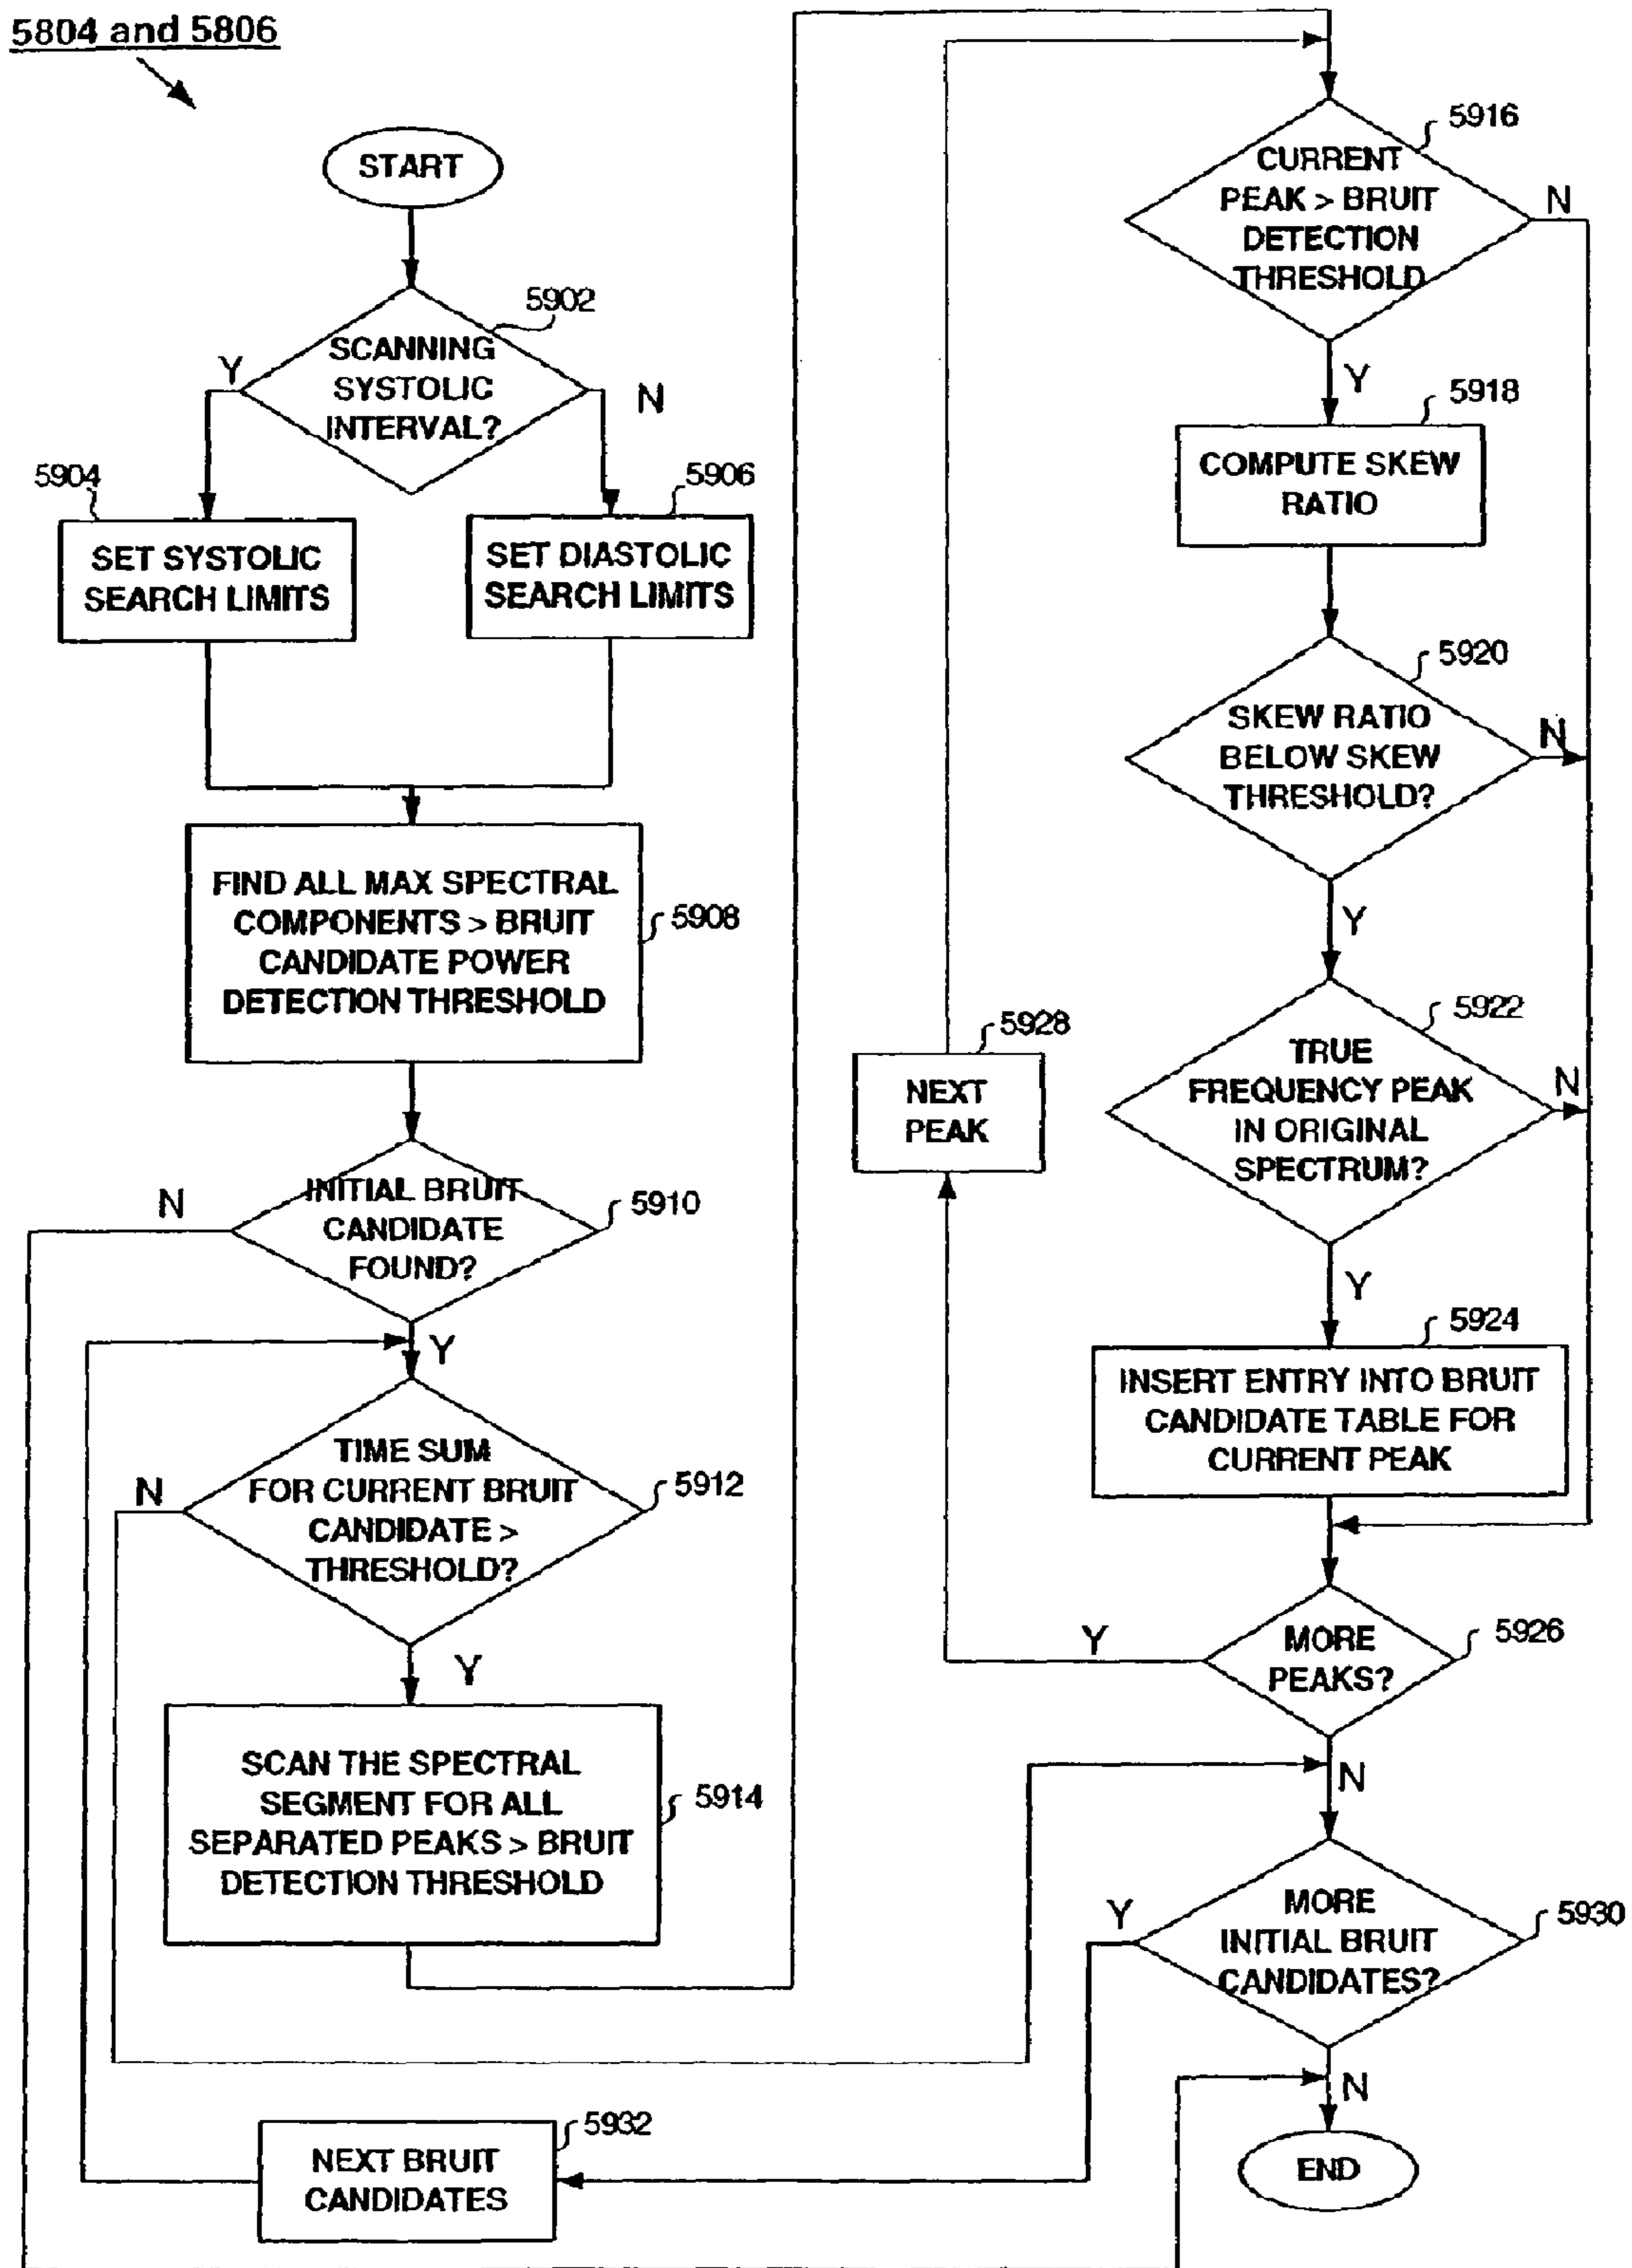 5804 and 5806
START
5902
SCANNING
SYSTOLIC
INTERVAL?
Y
N
5904
SET SYSTOLIC
SEARCH LIMITS
5906
SET DIASTOLIC
SEARCH LIMITS
FIND ALL MAX SPECTRAL
COMPONENTS > BRUIT
CANDIDATE POWER
DETECTION THRESHOLD
5908
INITIAL BRUIT
CANDIDATE
FOUND?
5910
N
Y
TIME SUM
FOR CURRENT BRUIT
CANDIDATE >
THRESHOLD?
5912
N
Y
SCAN THE SPECTRAL
SEGMENT FOR ALL
SEPARATED PEAKS > BRUIT
DETECTION THRESHOLD
5914
5916
CURRENT
PEAK > BRUIT
DETECTION
THRESHOLD
N
Y
5918
COMPUTE SKEW
RATIO
5920
SKEW RATIO
BELOW SKEW
THRESHOLD?
N
Y
5922
TRUE
FREQUENCY PEAK
IN ORIGINAL
SPECTRUM?
N
Y
5924
INSERT ENTRY INTO BRUIT
CANDIDATE TABLE FOR
CURRENT PEAK
5926
MORE
PEAKS?
Y
N
5928
NEXT
PEAK
5930
MORE
INITIAL BRUIT
CANDIDATES?
Y
N
5932
NEXT BRUIT
CANDIDATES
END